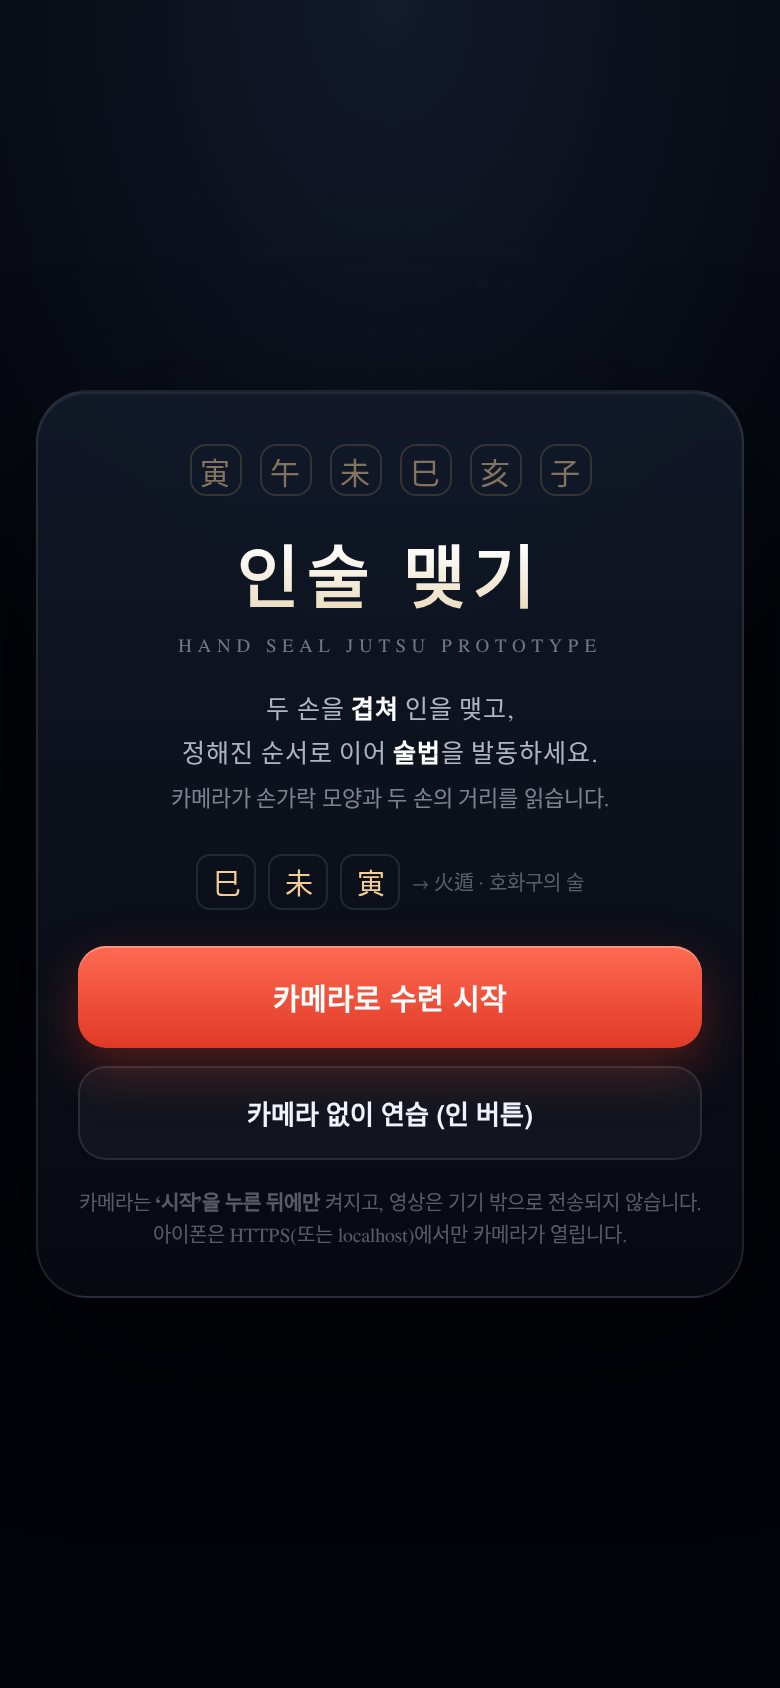 寅 午 未 巳 亥 子
인술 맺기
HAND SEAL JUTSU PROTOTYPE
두 손을 겹쳐 인을 맺고,
정해진 순서로 이어 술법을 발동하세요.
카메라가 손가락 모양과 두 손의 거리를 읽습니다.
巳 未 寅 → 火遁 · 호화구의 술
카메라로 수련 시작
카메라 없이 연습 (인 버튼)
카메라는 ‘시작’을 누른 뒤에만 켜지고, 영상은 기기 밖으로 전송되지 않습니다.
아이폰은 HTTPS(또는 localhost)에서만 카메라가 열립니다.